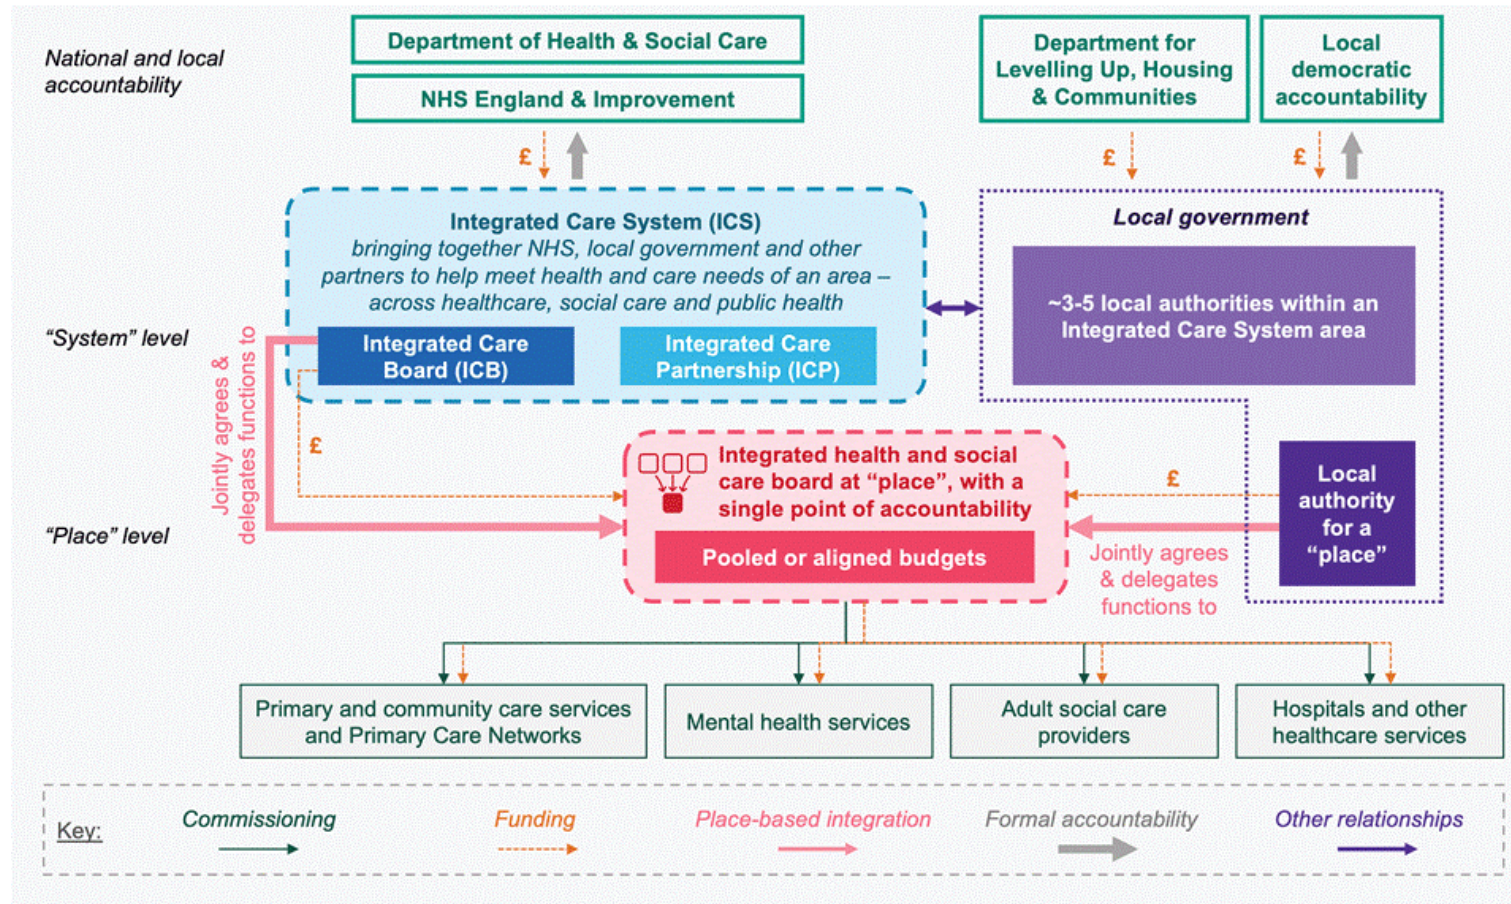 National and local
accountability
Department of Health & Social Care
NHS England & Improvement
Department for
Levelling Up, Housing
& Communities
Local
democratic
accountability
£
£
£
Integrated Care System (ICS)
bringing together NHS, local government and other
partners to help meet health and care needs of an area –
across healthcare, social care and public health
Local government
~3-5 local authorities within an
Integrated Care System area
“System” level
Integrated Care
Board (ICB)
Integrated Care
Partnership (ICP)
Jointly agrees &
delegates functions to
£
Integrated health and social
care board at “place”, with a
single point of accountability
Pooled or aligned budgets
£
Local
authority
for a
“place”
“Place” level
Jointly agrees
& delegates
functions to
Primary and community care services
and Primary Care Networks
Mental health services
Adult social care
providers
Hospitals and other
healthcare services
Key:
Commissioning
Funding
Place-based integration
Formal accountability
Other relationships